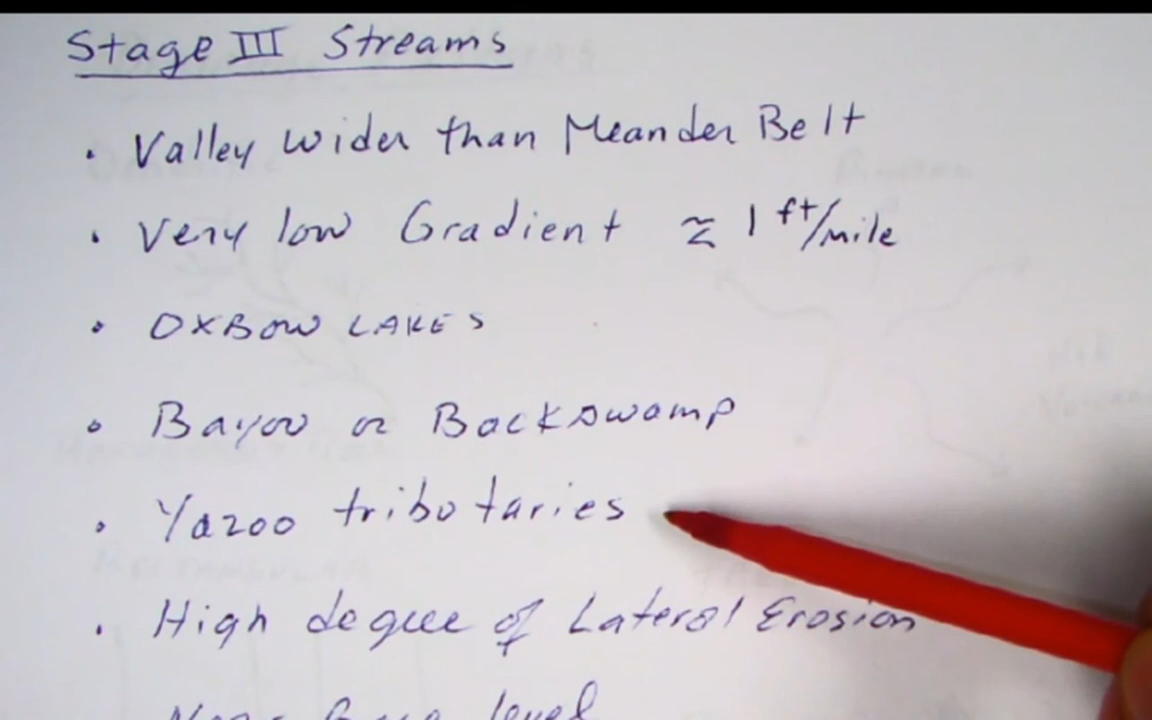 Stage III Streams
• Valley Wider than Meander Belt
• Very low Gradient ≈ 1 ft/mile
• OXBOW LAKES
• Bayou or Backswamp
• Yazoo tributaries
• High degree of Lateral Erosion
level